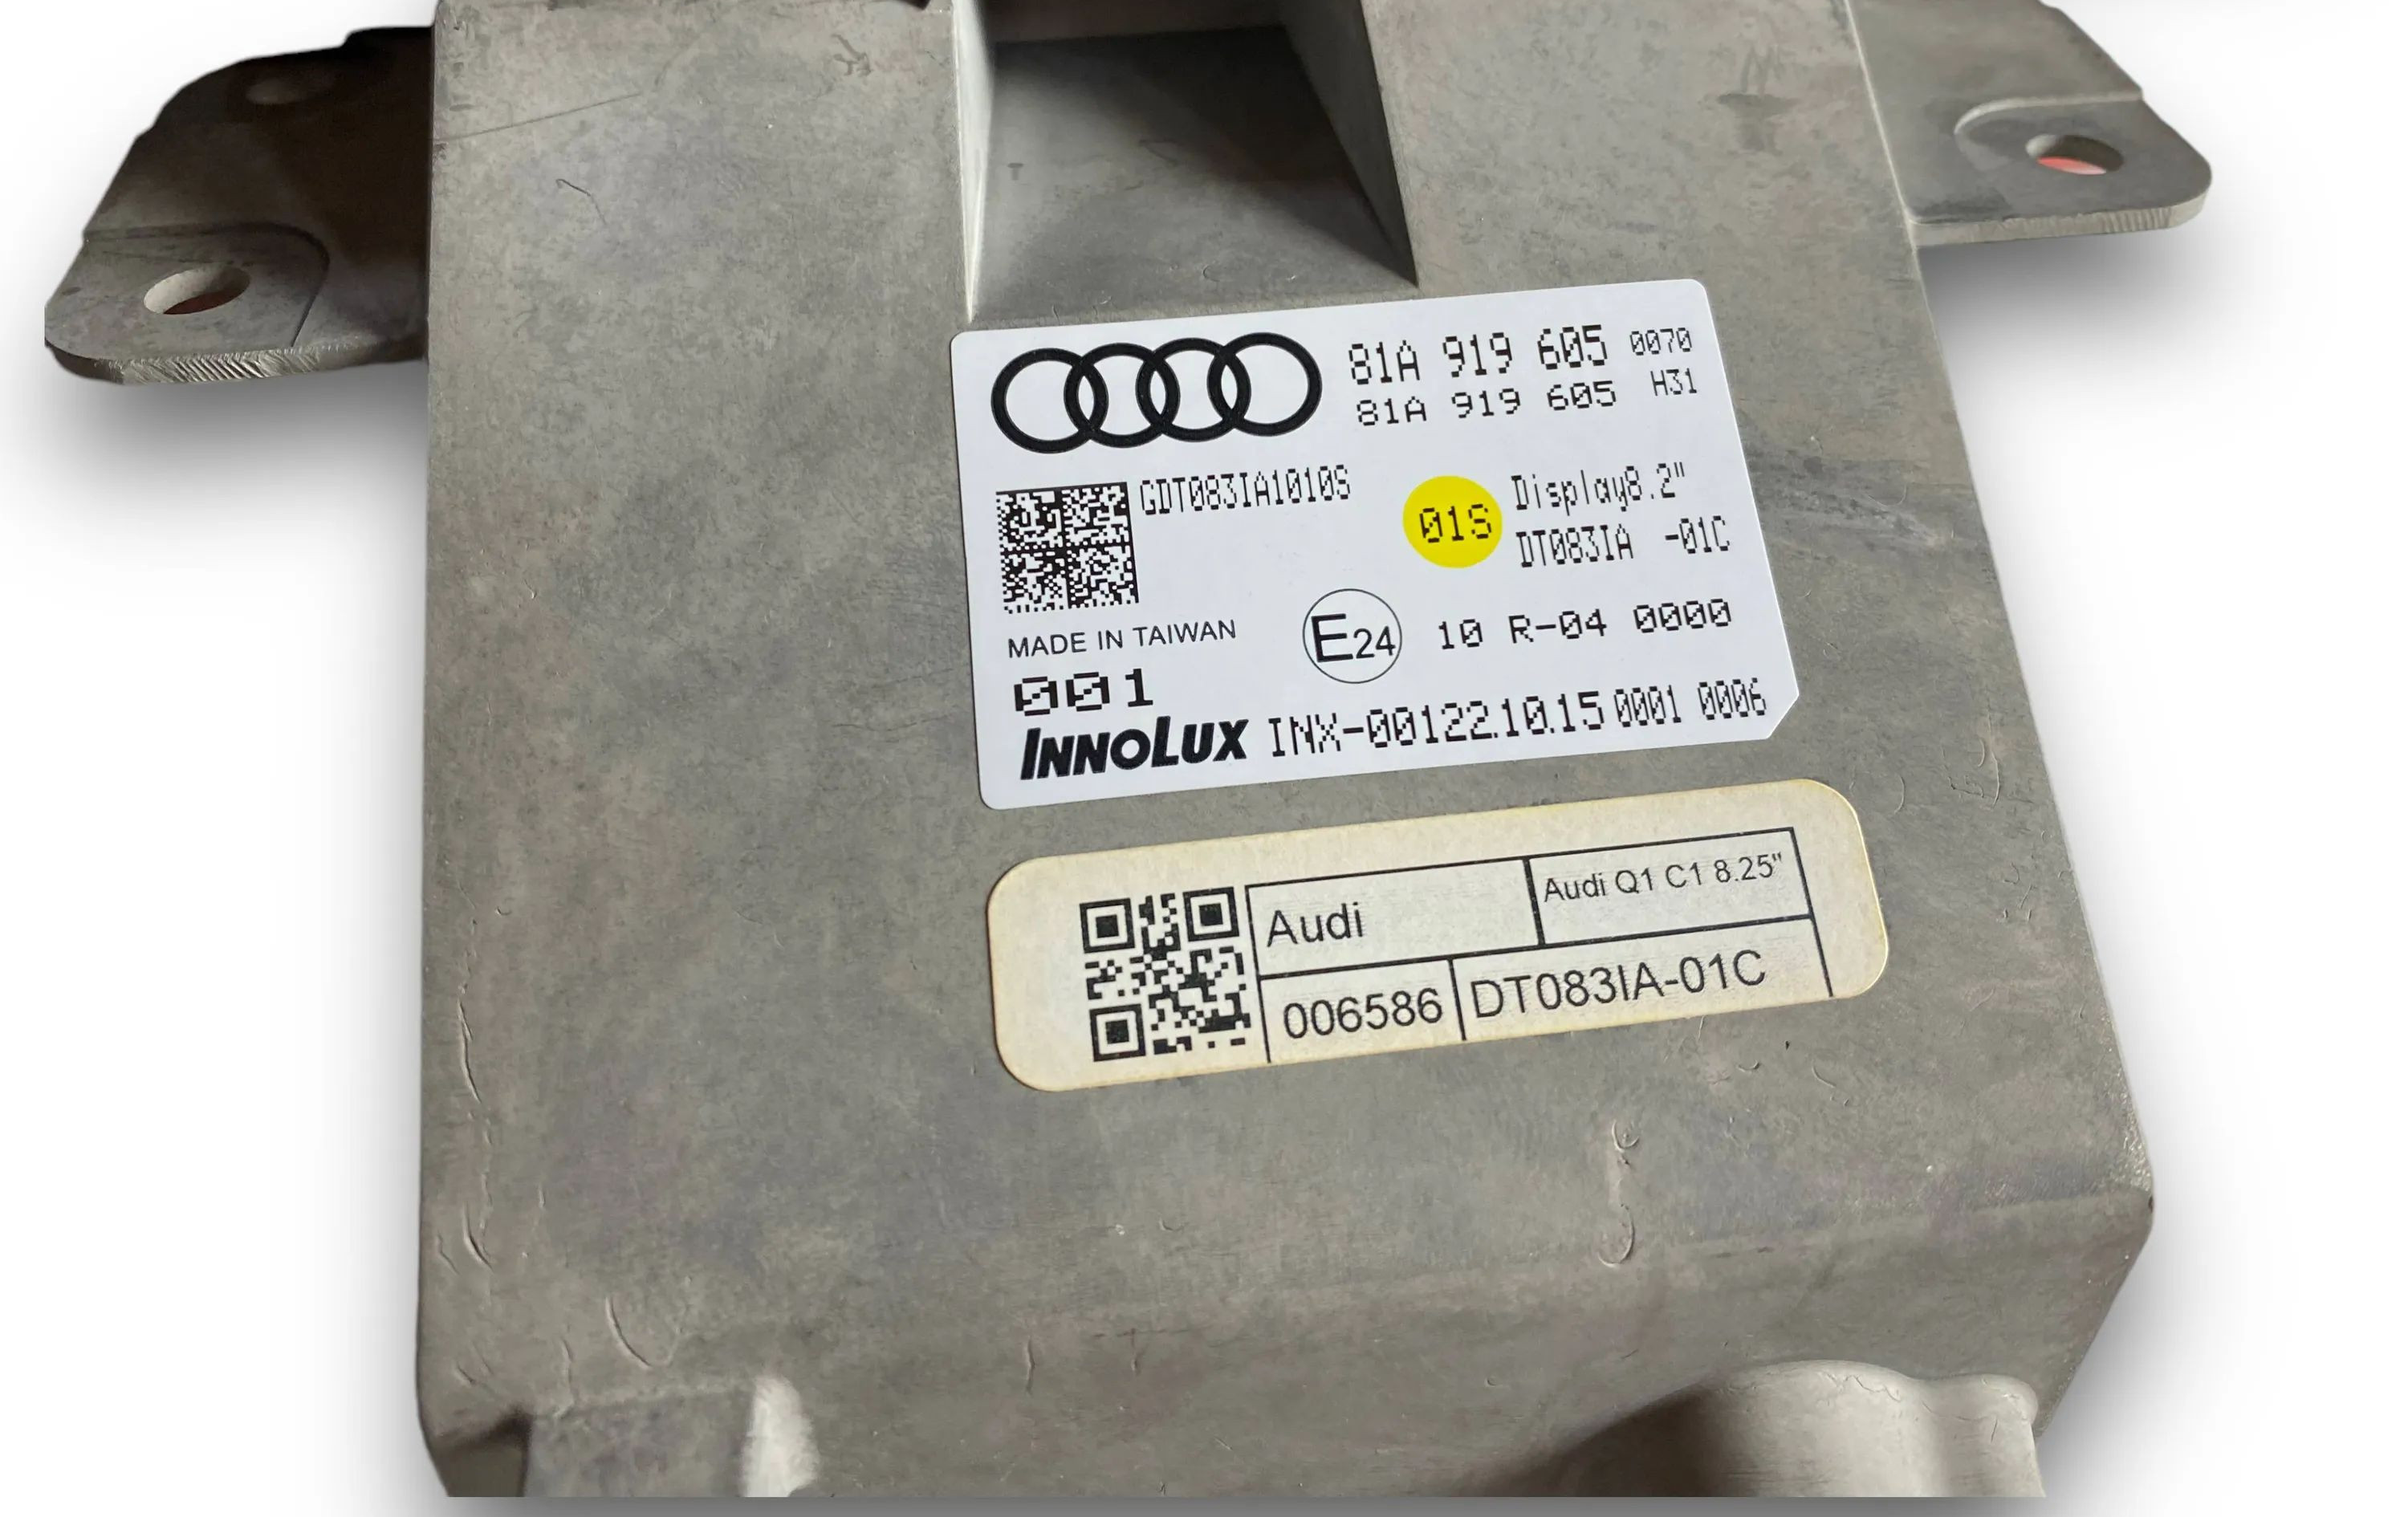 81A 919 605 0070
81A 919 605 H31
GDT083IA1010S
01S
Display8.2"
DT083IA -01C
MADE IN TAIWAN
E24
10 R-04 0000
001
INNOLUX INX-00122.10.15 0001 0006
Audi
Audi Q1 C1 8.25"
006586
DT083IA-01C